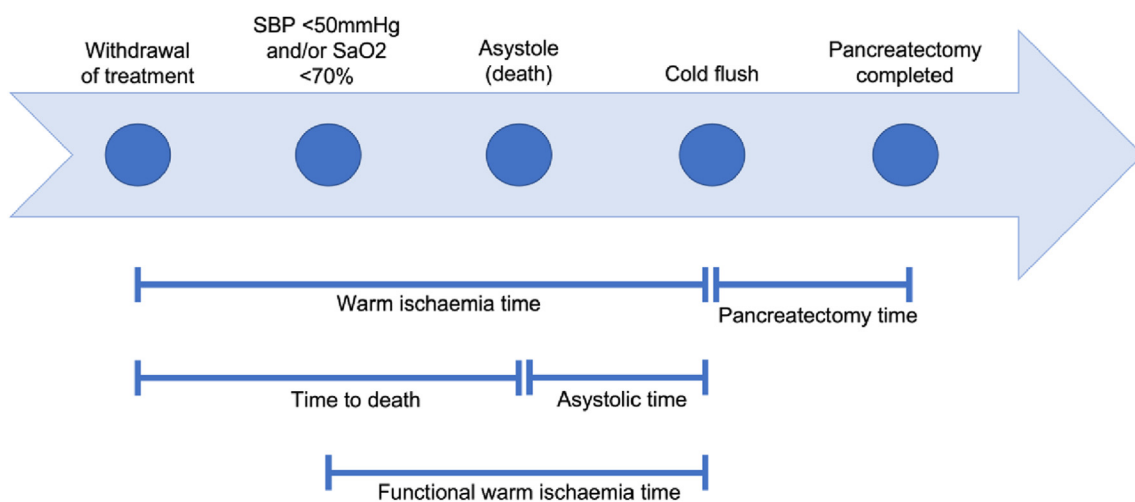 Withdrawal
of treatment
SBP <50mmHg
and/or SaO2
<70%
Asystole
(death)
Cold flush
Pancreatectomy
completed
Warm ischaemia time
Pancreatectomy time
Time to death
Asystolic time
Functional warm ischaemia time